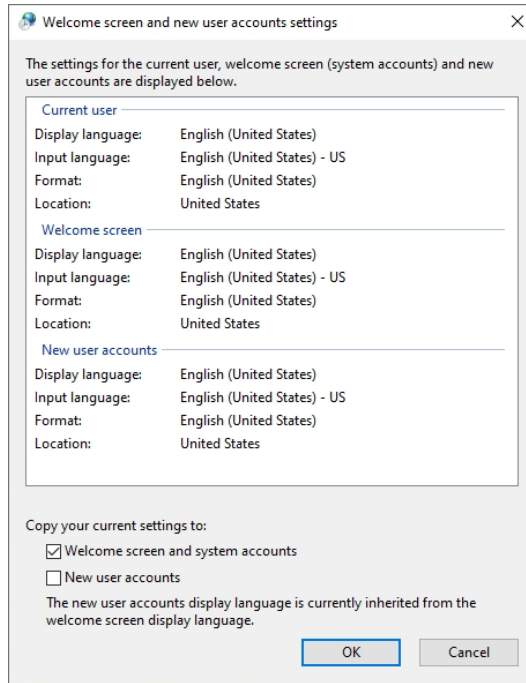 Welcome screen and new user accounts settings
The settings for the current user, welcome screen (system accounts) and new
user accounts are displayed below.
Current user
Display language: English (United States)
Input language: English (United States) - US
Format: English (United States)
Location: United States
Welcome screen
Display language: English (United States)
Input language: English (United States) - US
Format: English (United States)
Location: United States
New user accounts
Display language: English (United States)
Input language: English (United States) - US
Format: English (United States)
Location: United States
Copy your current settings to:
Welcome screen and system accounts
New user accounts
The new user accounts display language is currently inherited from the
welcome screen display language.
OK Cancel